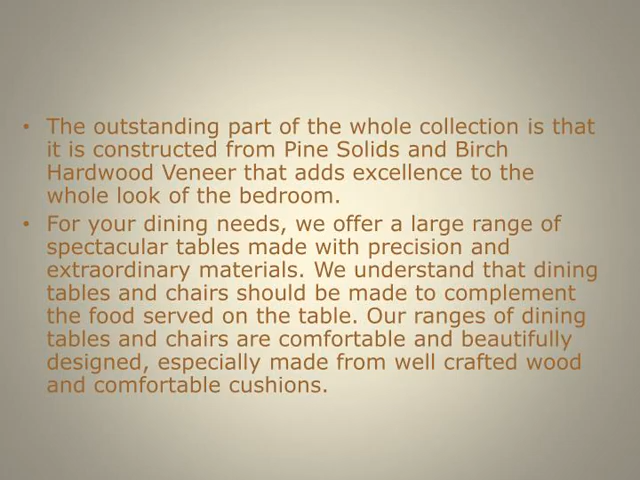 • The outstanding part of the whole collection is that
it is constructed from Pine Solids and Birch
Hardwood Veneer that adds excellence to the
whole look of the bedroom.
• For your dining needs, we offer a large range of
spectacular tables made with precision and
extraordinary materials. We understand that dining
tables and chairs should be made to complement
the food served on the table. Our ranges of dining
tables and chairs are comfortable and beautifully
designed, especially made from well crafted wood
and comfortable cushions.